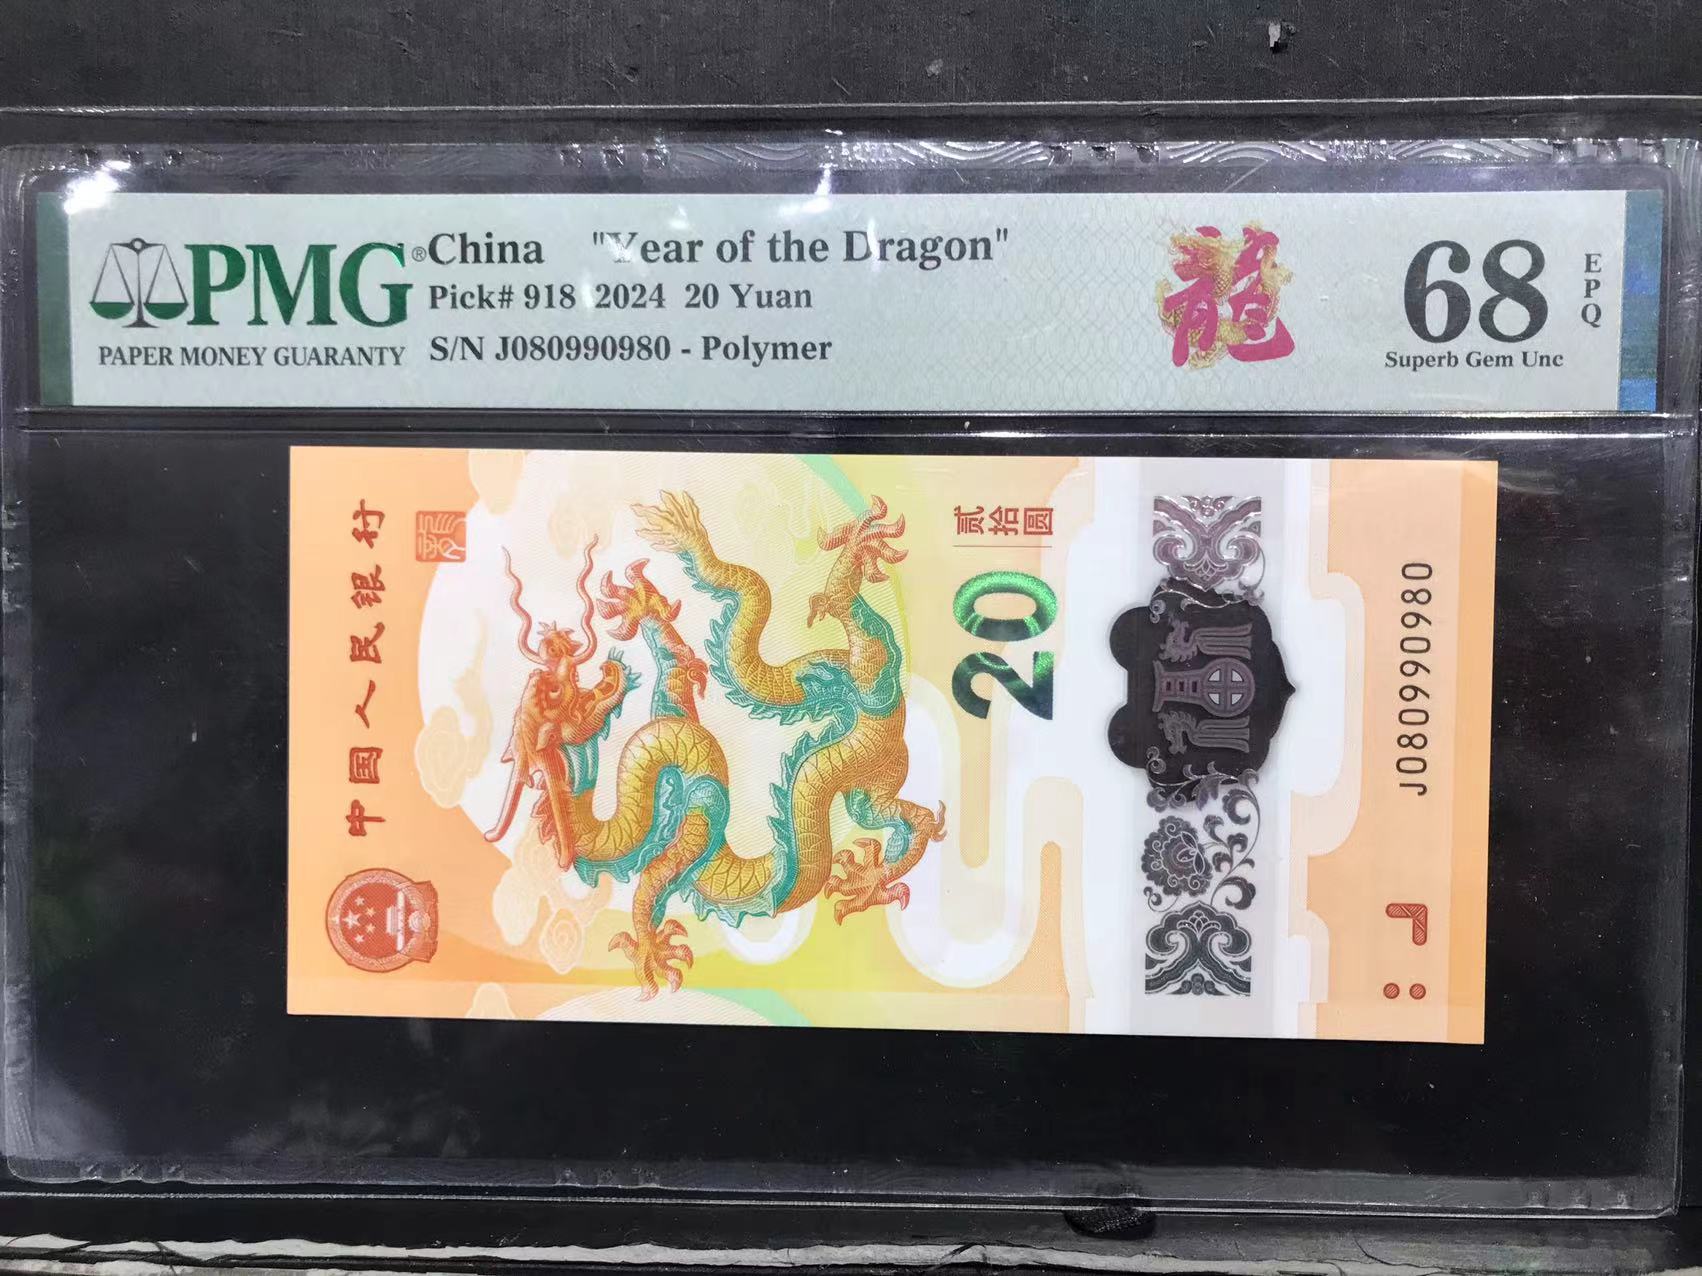 PMG®
PAPER MONEY GUARANTY
China "Year of the Dragon"
Pick# 918 2024 20 Yuan
S/N J080990980 - Polymer
龍
68
EPQ
Superb Gem Unc
中国人民银行
贰拾圆
20
J080990980
J080990980